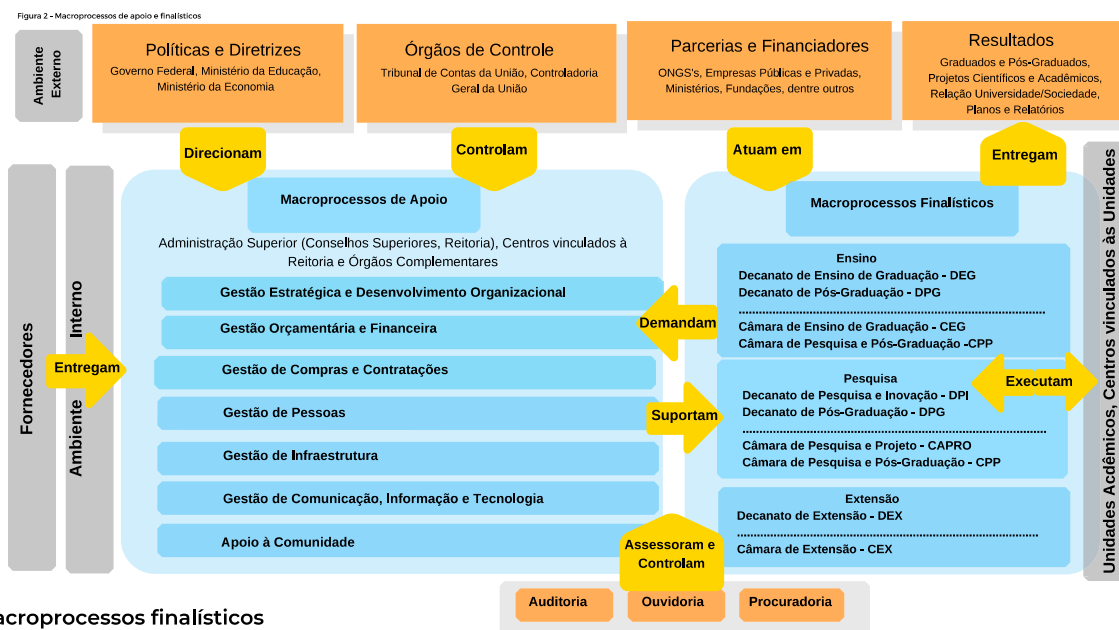 Figura 2 - Macroprocessos de apoio e finalísticos
Ambiente
Externo
Políticas e Diretrizes
Governo Federal, Ministério da Educação,
Ministério da Economia
Órgãos de Controle
Tribunal de Contas da União, Controladoria
Geral da União
Parcerias e Financiadores
ONGS's, Empresas Públicas e Privadas,
Ministérios, Fundações, dentre outros
Resultados
Graduados e Pós-Graduados,
Projetos Científicos e Acadêmicos,
Relação Universidade/Sociedade,
Planos e Relatórios
Direcionam
Controlam
Atuam em
Entregam
Fornecedores
Ambiente Interno
Entregam
Macroprocessos de Apoio
Administração Superior (Conselhos Superiores, Reitoria), Centros vinculados à
Reitoria e Órgãos Complementares
Gestão Estratégica e Desenvolvimento Organizacional
Gestão Orçamentária e Financeira
Gestão de Compras e Contratações
Gestão de Pessoas
Gestão de Infraestrutura
Gestão de Comunicação, Informação e Tecnologia
Apoio à Comunidade
Demandam
Suportam
Assessoram e
Controlam
Macroprocessos Finalísticos
Ensino
Decanato de Ensino de Graduação - DEG
Decanato de Pós-Graduação - DPG
Câmara de Ensino de Graduação - CEG
Câmara de Pesquisa e Pós-Graduação -CPP
Pesquisa
Decanato de Pesquisa e Inovação - DPI
Decanato de Pós-Graduação - DPG
Câmara de Pesquisa e Projeto - CAPRO
Câmara de Pesquisa e Pós-Graduação - CPP
Extensão
Decanato de Extensão - DEX
Câmara de Extensão - CEX
Executam
Unidades Acdêmicos, Centros vinculados às Unidades
Auditoria
Ouvidoria
Procuradoria
acroprocessos finalísticos